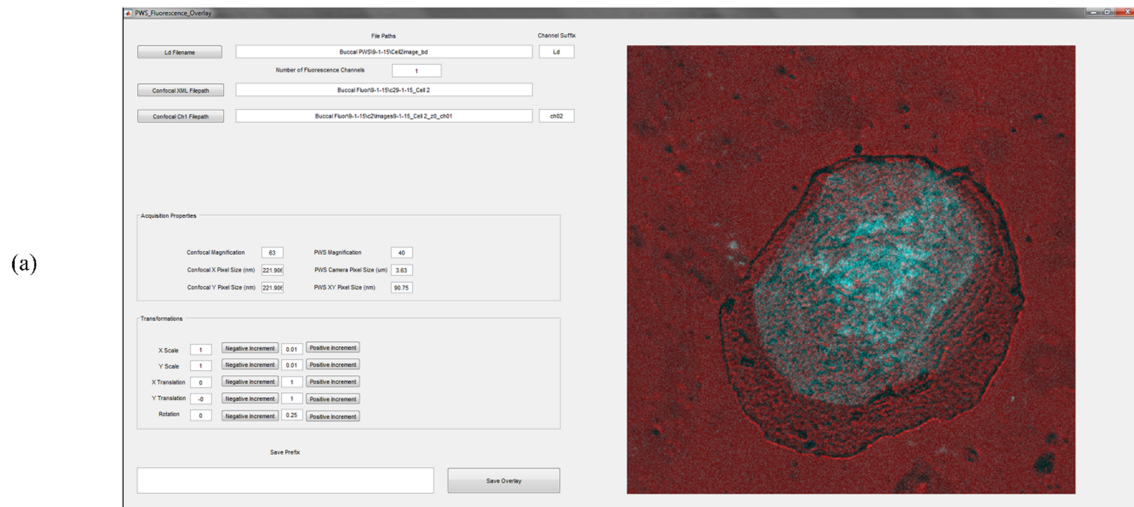 PWS_Fluorescence_Overlay
File Paths Channel Suffix
Ld Filename Buccal PWS\9-1-15\Cell2image_bd Ld
Number of Fluorescence Channels 1
Confocal XML Filepath Buccal Fluor\9-1-15\c29-1-15_Cell 2
Confocal Ch1 Filepath Buccal Fluor\9-1-15\c2\images9-1-15_Cell 2_z0_ch01 ch02
Acquisition Properties
Confocal Magnification 63 PWS Magnification 40
Confocal X Pixel Size (nm) 221.906 PWS Camera Pixel Size (um) 3.63
Confocal Y Pixel Size (nm) 221.906 PWS XY Pixel Size (nm) 90.75
(a)
Transformations
X Scale 1 Negative Increment 0.01 Positive Increment
Y Scale 1 Negative Increment 0.01 Positive Increment
X Translation 0 Negative Increment 1 Positive Increment
Y Translation -0 Negative Increment 1 Positive Increment
Rotation 0 Negative Increment 0.25 Positive Increment
Save Prefix
Save Overlay